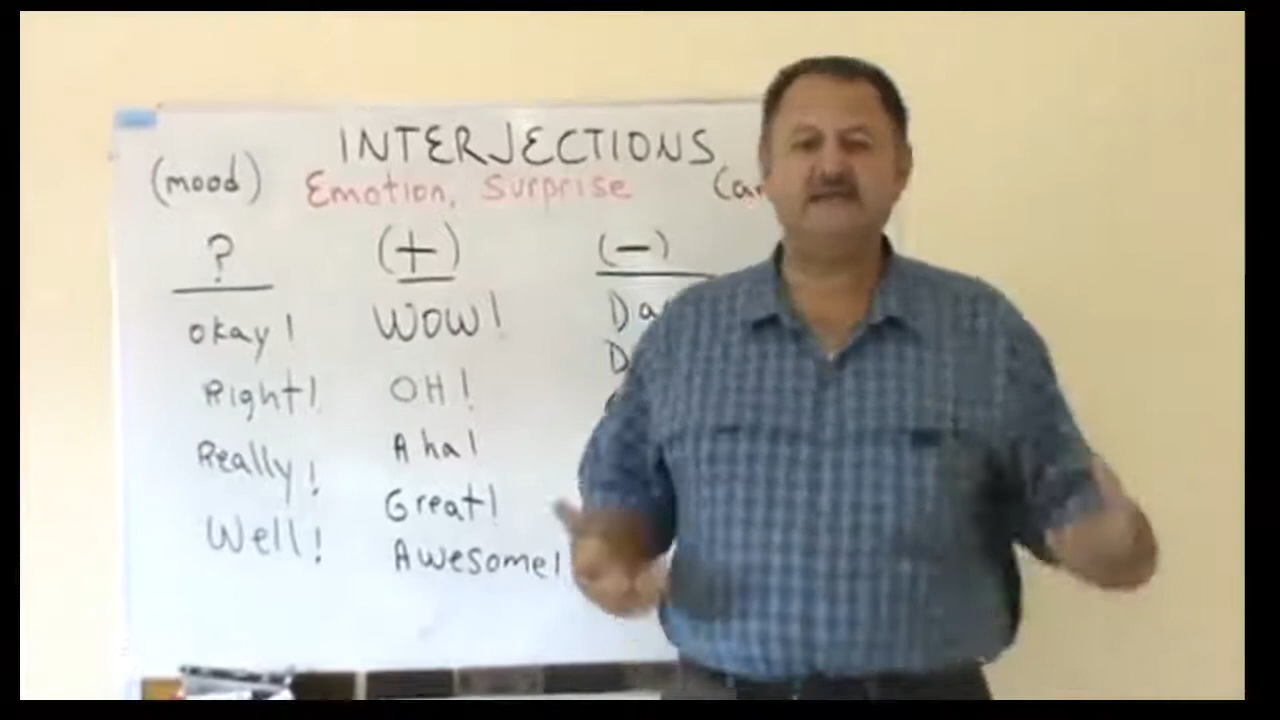 INTERJECTIONS
(mood) Emotion, Surprise
? (+) (-)
Okay! WOW!
Right! OH!
Really! Aha!
Well! Great!
Awesome!